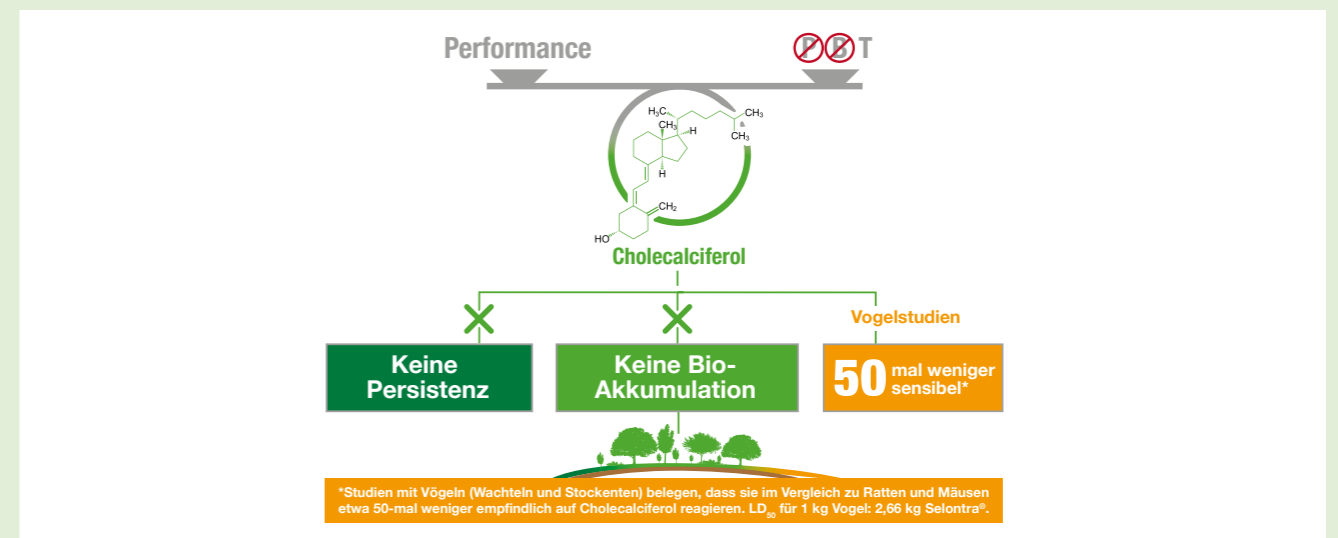 Performance
PBT
H₃C
CH₃
CH₃
CH₃
H
H
CH₂
HO
Cholecalciferol
Vogelstudien
Keine
Persistenz
Keine Bio-
Akkumulation
50 mal weniger
sensibel*
*Studien mit Vögeln (Wachteln und Stockenten) belegen, dass sie im Vergleich zu Ratten und Mäusen
etwa 50-mal weniger empfindlich auf Cholecalciferol reagieren. LD₅₀ für 1 kg Vogel: 2,66 kg Selontra®.